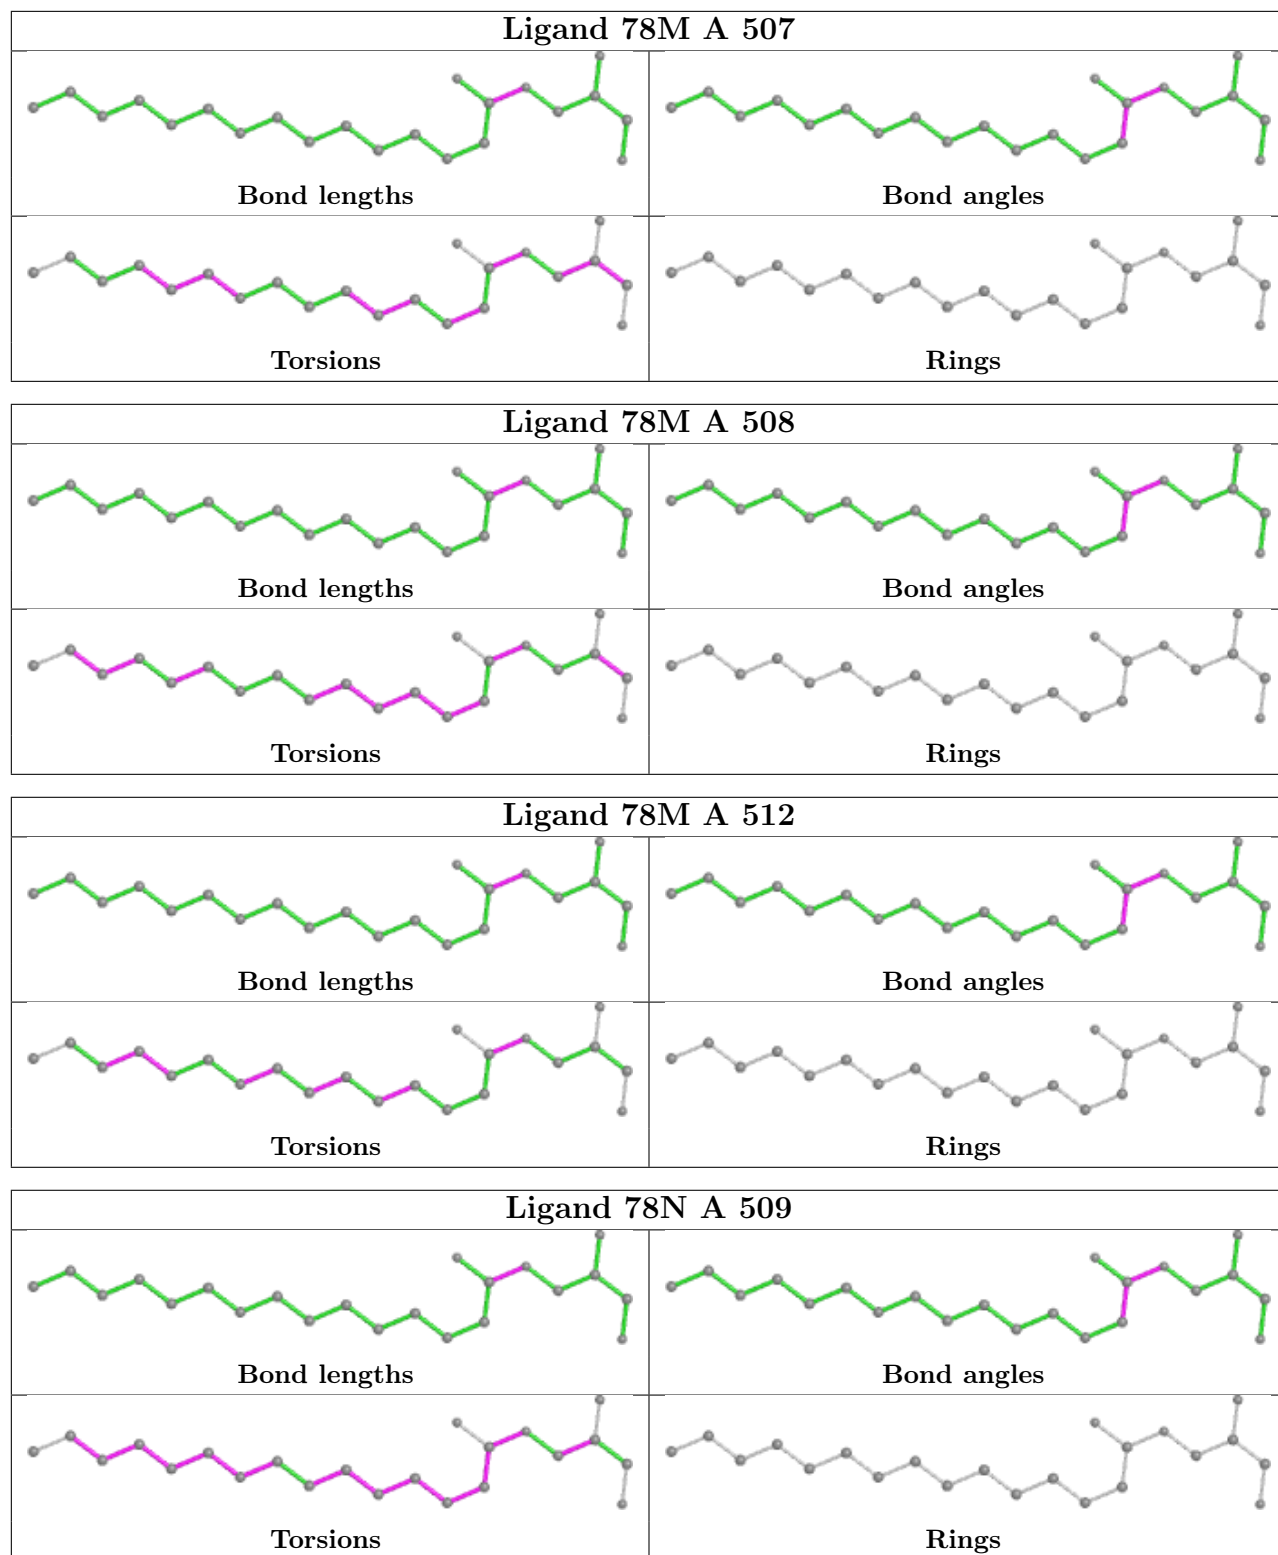 Ligand 78M A 507
Bond lengths
Bond angles
Torsions
Rings
Ligand 78M A 508
Bond lengths
Bond angles
Torsions
Rings
Ligand 78M A 512
Bond lengths
Bond angles
Torsions
Rings
Ligand 78N A 509
Bond lengths
Bond angles
Torsions
Rings